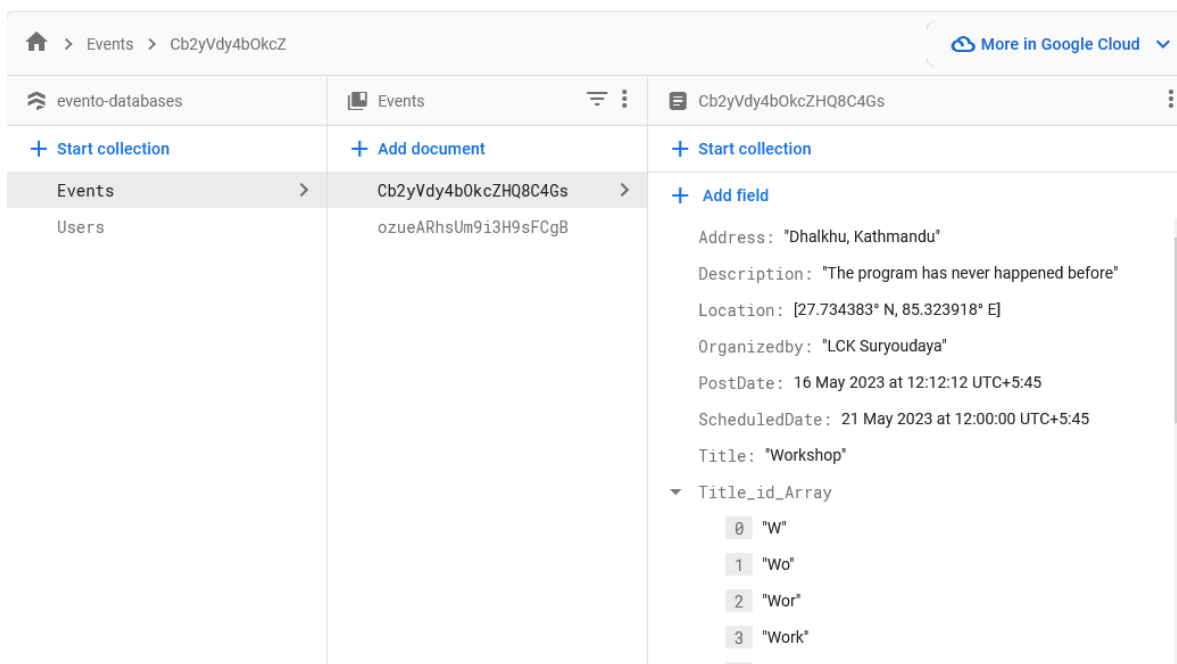 Events > Cb2yVdy4bOkcZ
More in Google Cloud
evento-databases
Events
Cb2yVdy4bOkcZHQ8C4Gs
+ Start collection
+ Add document
+ Start collection
Events
Users
Cb2yVdy4bOkcZHQ8C4Gs
ozueARhsUm9i3H9sFCgB
+ Add field
Address: "Dhalkhu, Kathmandu"
Description: "The program has never happened before"
Location: [27.734383° N, 85.323918° E]
Organizedby: "LCK Suryoudaya"
PostDate: 16 May 2023 at 12:12:12 UTC+5:45
ScheduledDate: 21 May 2023 at 12:00:00 UTC+5:45
Title: "Workshop"
Title_id_Array
0 "W"
1 "Wo"
2 "Wor"
3 "Work"